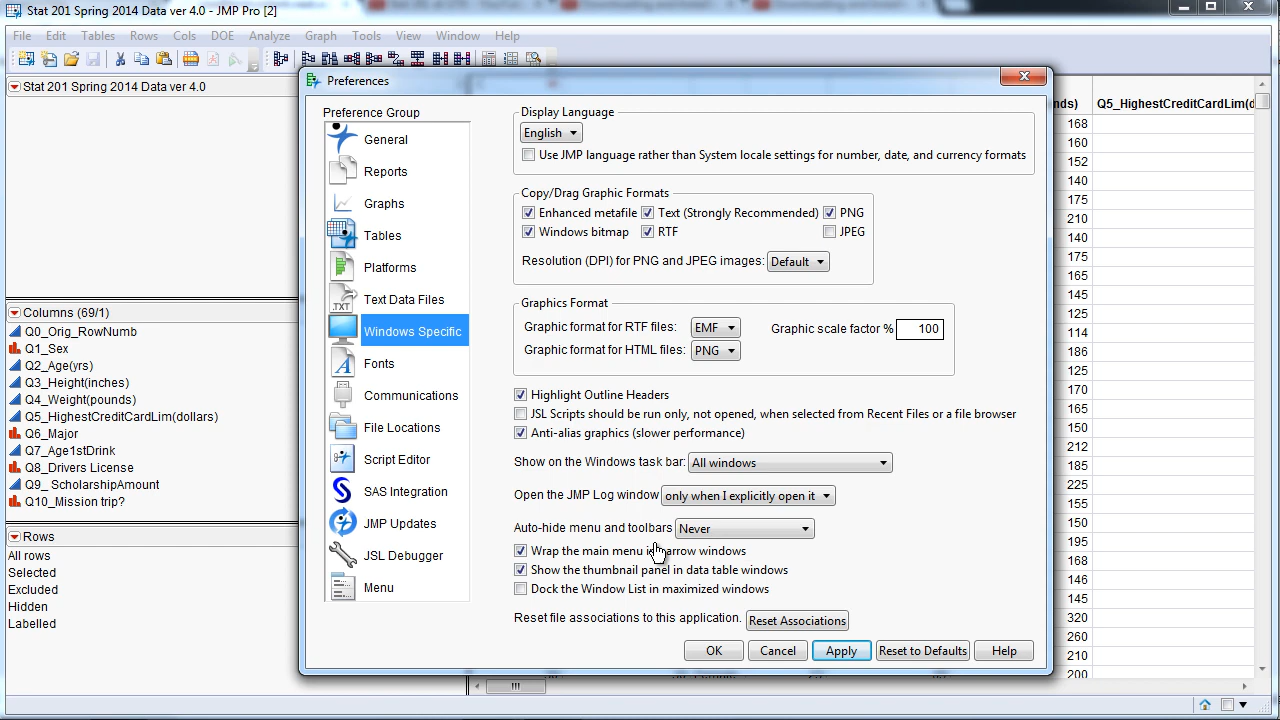 Stat 201 Spring 2014 Data ver 4.0 - JMP Pro [2]
File Edit Tables Rows Cols DOE Analyze Graph Tools View Window Help
Stat 201 Spring 2014 Data ver 4.0
Columns (69/1)
Q0_Orig_RowNumb
Q1_Sex
Q2_Age(yrs)
Q3_Height(inches)
Q4_Weight(pounds)
Q5_HighestCreditCardLim(dollars)
Q6_Major
Q7_Age1stDrink
Q8_Drivers License
Q9_ ScholarshipAmount
Q10_Mission trip?
Rows
All rows
Selected
Excluded
Hidden
Labelled
Preferences
Preference Group
General
Reports
Graphs
Tables
Platforms
.TXT Text Data Files
Windows Specific
Fonts
Communications
File Locations
Script Editor
SAS Integration
JMP Updates
JSL Debugger
Menu
Display Language
English
Use JMP language rather than System locale settings for number, date, and currency formats
Copy/Drag Graphic Formats
Enhanced metafile Text (Strongly Recommended) PNG
Windows bitmap RTF JPEG
Resolution (DPI) for PNG and JPEG images: Default
Graphics Format
Graphic format for RTF files: EMF Graphic scale factor % 100
Graphic format for HTML files: PNG
Highlight Outline Headers
JSL Scripts should be run only, not opened, when selected from Recent Files or a file browser
Anti-alias graphics (slower performance)
Show on the Windows task bar: All windows
Open the JMP Log window only when I explicitly open it
Auto-hide menu and toolbars Never
Wrap the main menu in narrow windows
Show the thumbnail panel in data table windows
Dock the Window List in maximized windows
Reset file associations to this application. Reset Associations
OK Cancel Apply Reset to Defaults Help
nds) Q5_HighestCreditCardLim(d
168
160
152
140
175
210
140
175
165
125
114
186
125
170
165
150
212
185
225
155
150
195
168
146
145
320
260
210
200